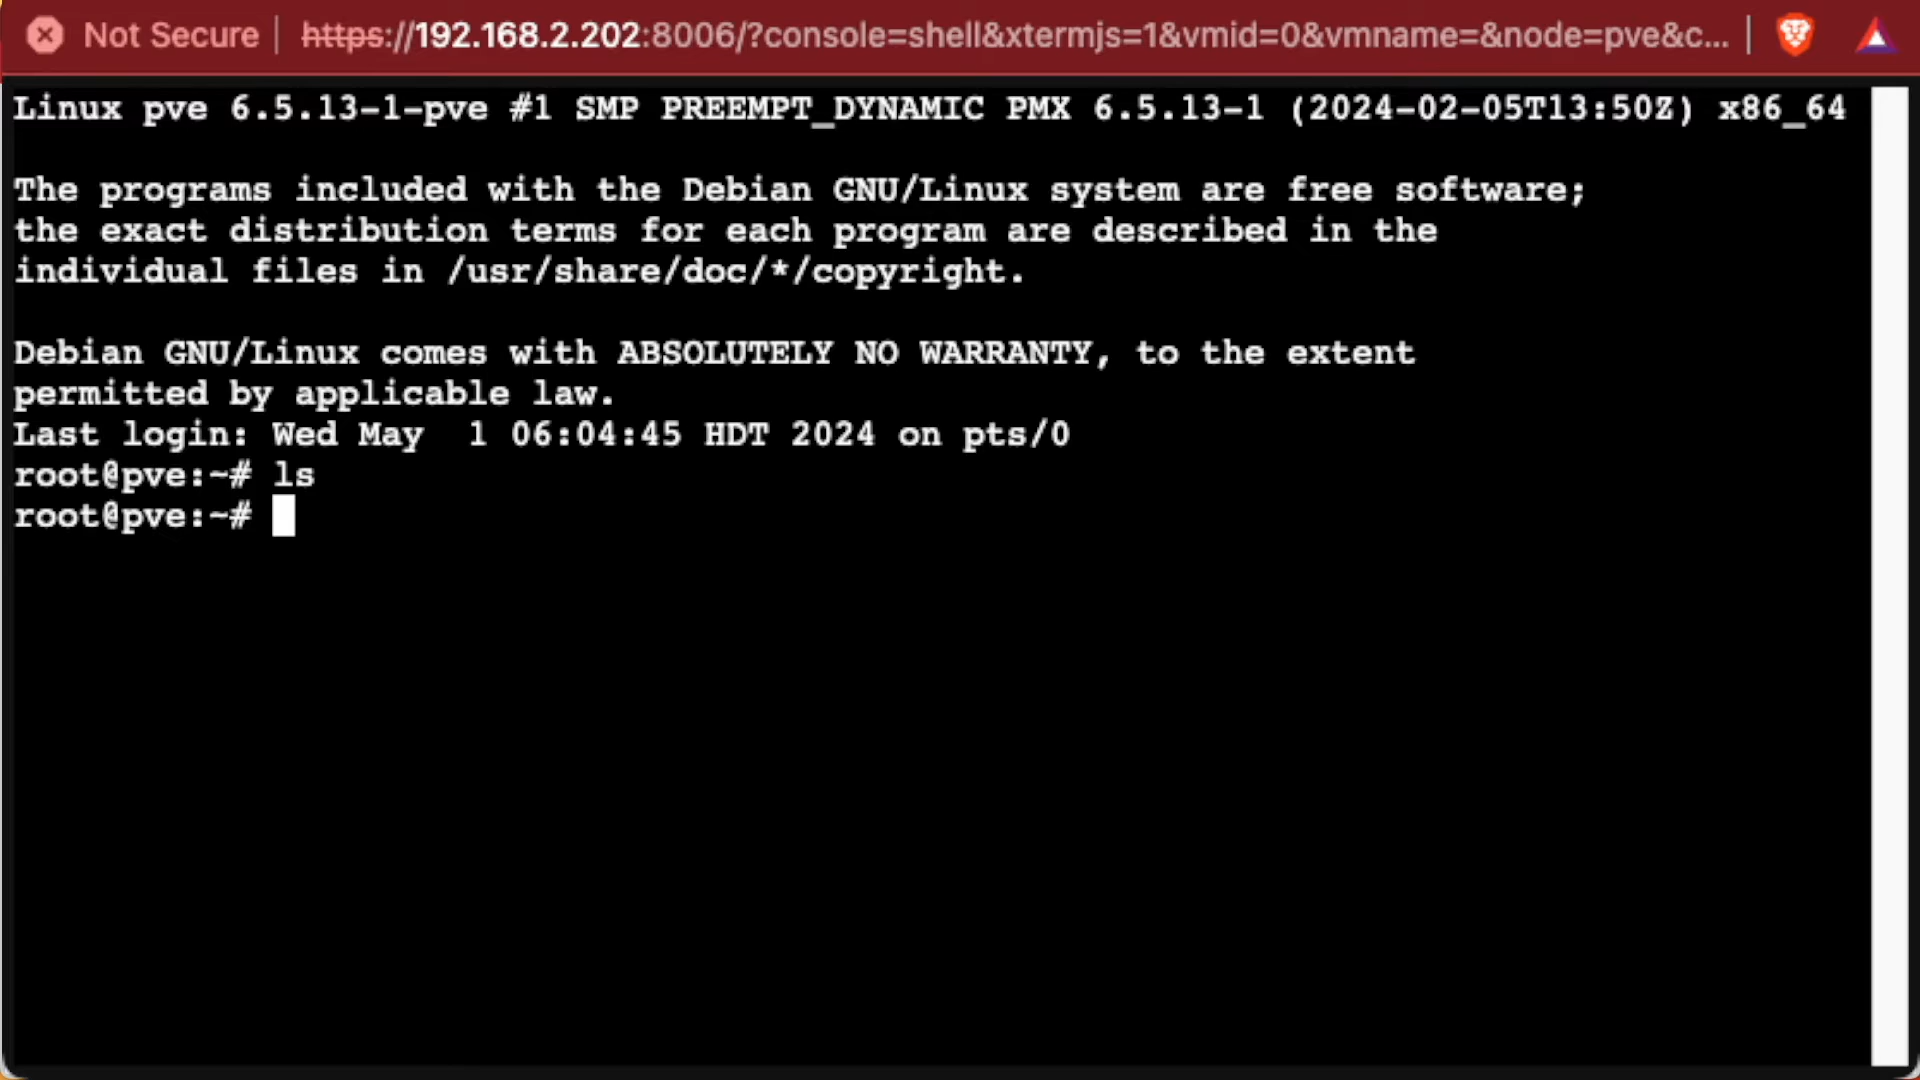 Not Secure | https://192.168.2.202:8006/?console=shell&xtermjs=1&vmid=0&vmname=&node=pve&c... |
Linux pve 6.5.13-1-pve #1 SMP PREEMPT_DYNAMIC PMX 6.5.13-1 (2024-02-05T13:50Z) x86_64
The programs included with the Debian GNU/Linux system are free software;
the exact distribution terms for each program are described in the
individual files in /usr/share/doc/*/copyright.
Debian GNU/Linux comes with ABSOLUTELY NO WARRANTY, to the extent
permitted by applicable law.
Last login: Wed May  1 06:04:45 HDT 2024 on pts/0
root@pve:~# ls
root@pve:~#